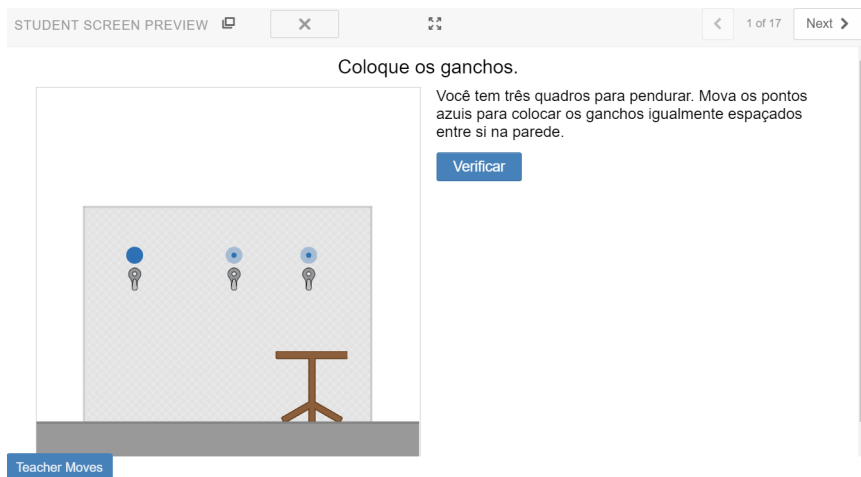 STUDENT SCREEN PREVIEW
1 of 17
Next
Coloque os ganchos.
Você tem três quadros para pendurar. Mova os pontos
azuis para colocar os ganchos igualmente espaçados
entre si na parede.
Verificar
Teacher Moves